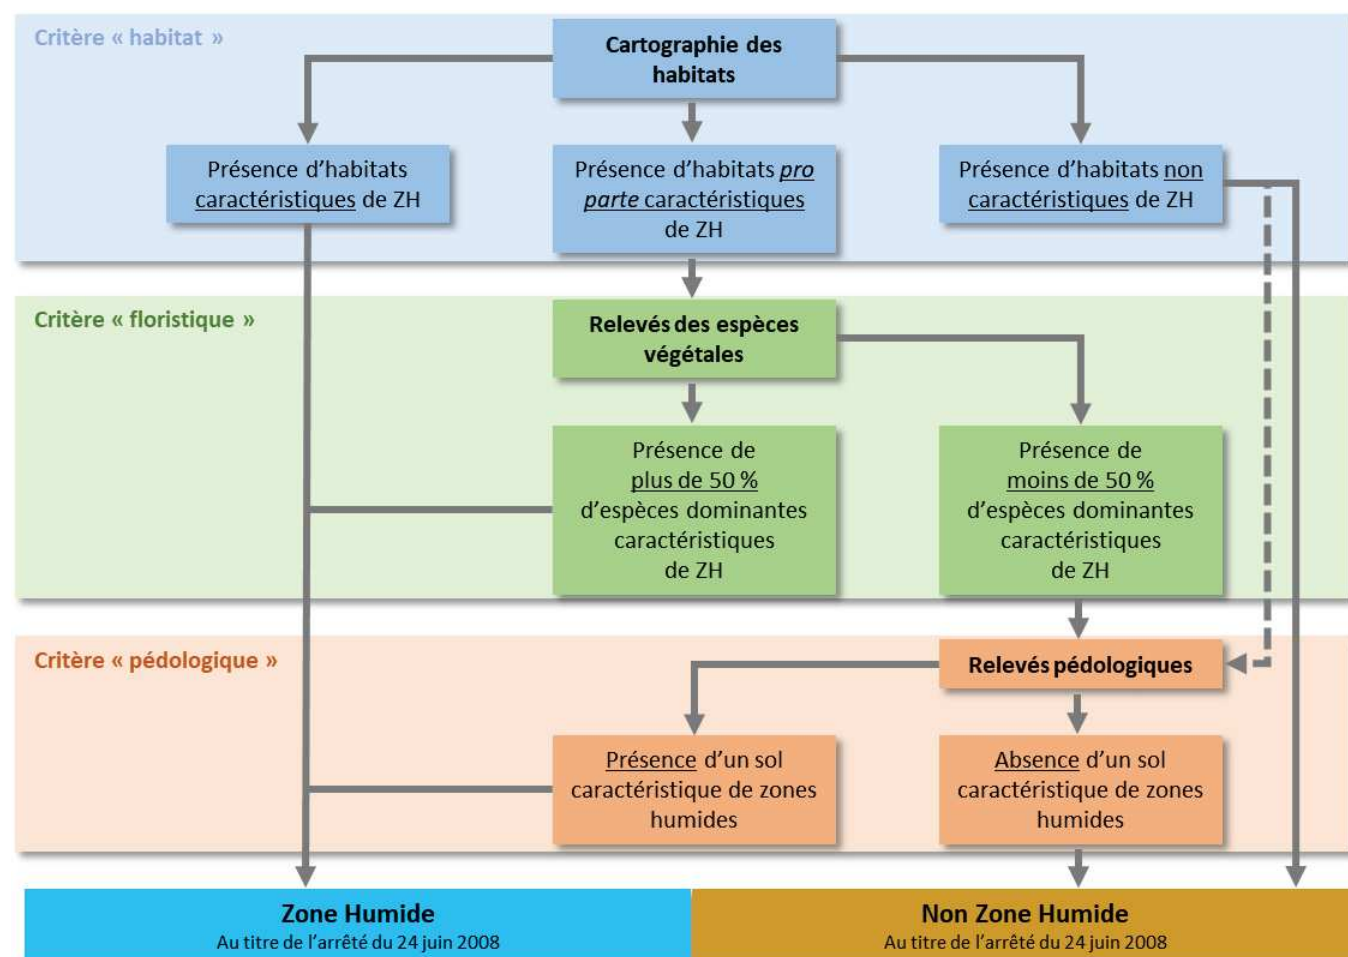 Critère « habitat »
Cartographie des
habitats
Présence d’habitats
caractéristiques de ZH
Présence d’habitats pro
parte caractéristiques
de ZH
Présence d’habitats non
caractéristiques de ZH
Critère « floristique »
Relevés des espèces
végétales
Présence de
plus de 50 %
d’espèces dominantes
caractéristiques
de ZH
Présence de
moins de 50 %
d’espèces dominantes
caractéristiques
de ZH
Critère « pédologique »
Relevés pédologiques
Présence d’un sol
caractéristique de zones
humides
Absence d’un sol
caractéristique de zones
humides
Zone Humide
Au titre de l’arrêté du 24 juin 2008
Non Zone Humide
Au titre de l’arrêté du 24 juin 2008